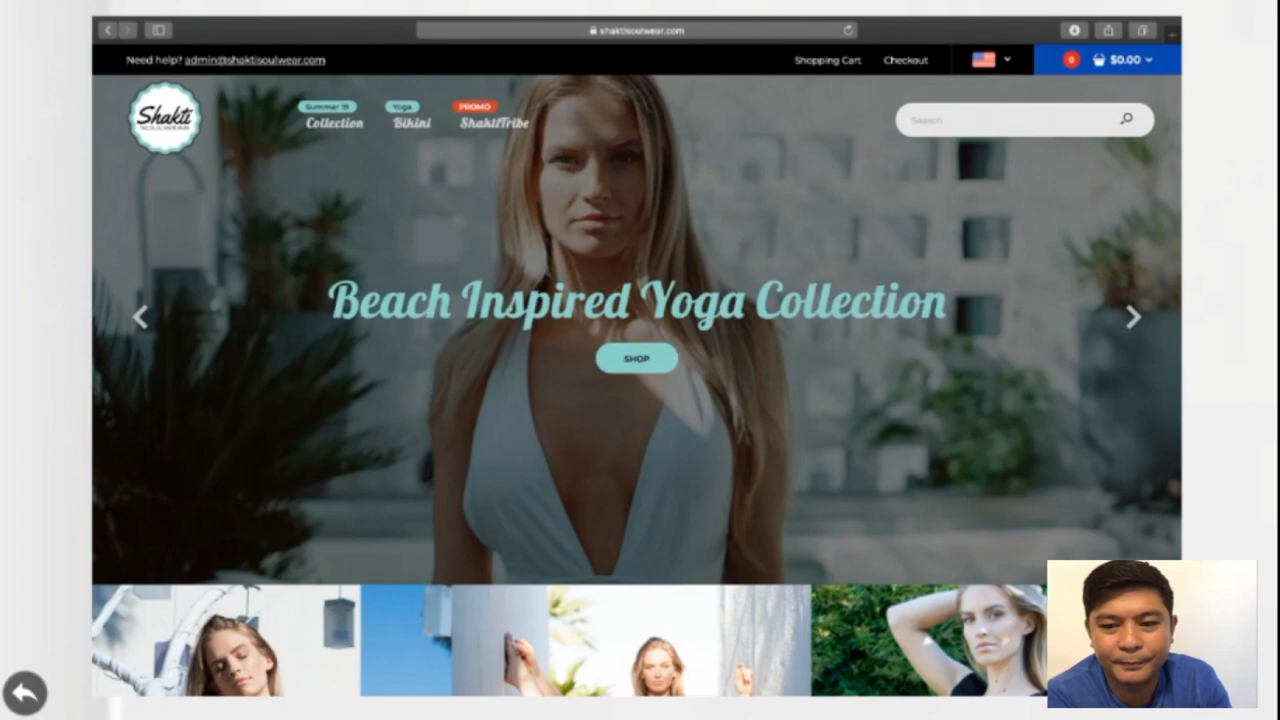 shaktisoulwear.com
Need help? admin@shaktisoulwear.com
Shopping Cart
Checkout
0
$0.00
Shakti
SOULWEAR
Summer 19
Collection
Yoga
Bikini
PROMO
ShaktiTribe
Search
Beach Inspired Yoga Collection
SHOP